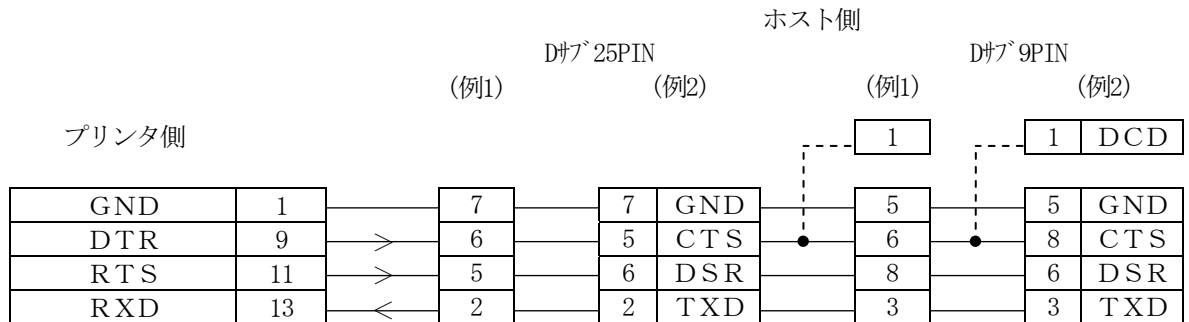 ホスト側
Dｻﾌﾞ25PIN Dｻﾌﾞ9PIN
(例1) (例2) (例1) (例2)
プリンタ側 1 1 DCD
GND 1 7 7 GND 5 5 GND
DTR 9 6 5 CTS 6 8 CTS
RTS 11 5 6 DSR 8 6 DSR
RXD 13 2 2 TXD 3 3 TXD